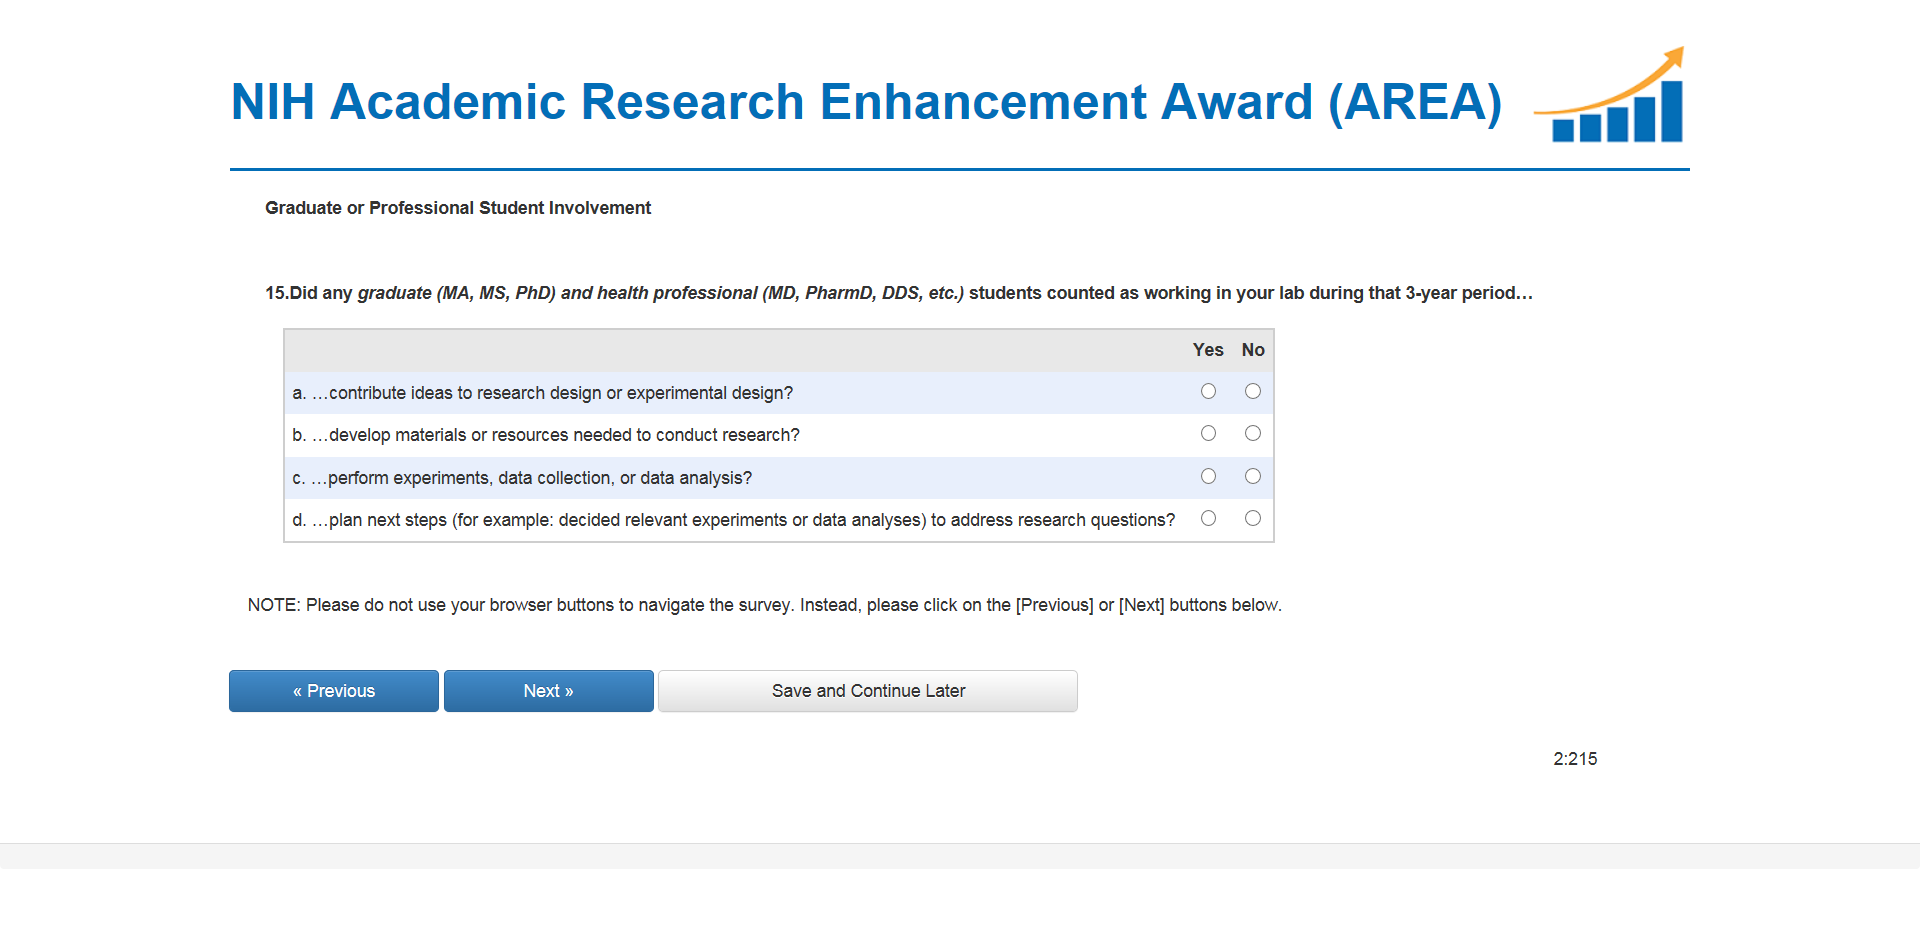 NIH Academic Research Enhancement Award (AREA)
Graduate or Professional Student Involvement
15.Did any graduate (MA, MS, PhD) and health professional (MD, PharmD, DDS, etc.) students counted as working in your lab during that 3-year period…
Yes No
a. …contribute ideas to research design or experimental design?
b. …develop materials or resources needed to conduct research?
c. …perform experiments, data collection, or data analysis?
d. …plan next steps (for example: decided relevant experiments or data analyses) to address research questions?
NOTE: Please do not use your browser buttons to navigate the survey. Instead, please click on the [Previous] or [Next] buttons below.
« Previous Next » Save and Continue Later
2:215